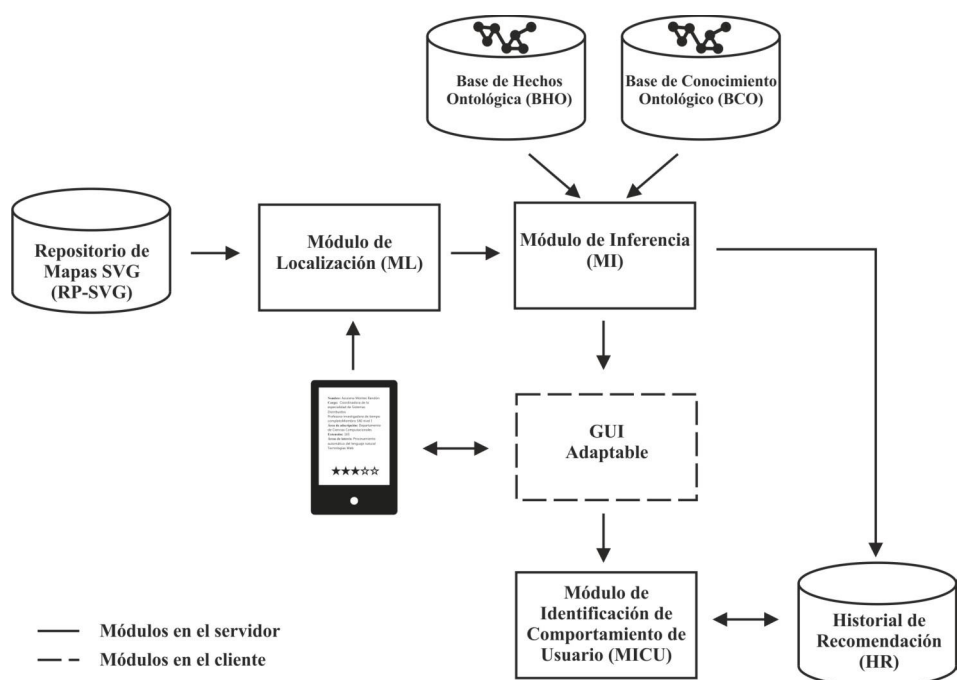 Base de Hechos
Ontológica (BHO)
Base de Conocimiento
Ontológico (BCO)
Repositorio de
Mapas SVG
(RP-SVG)
Módulo de
Localización (ML)
Módulo de Inferencia
(MI)
GUI
Adaptable
Módulo de
Identificación de
Comportamiento de
Usuario (MICU)
Historial de
Recomendación
(HR)
Módulos en el servidor
Módulos en el cliente